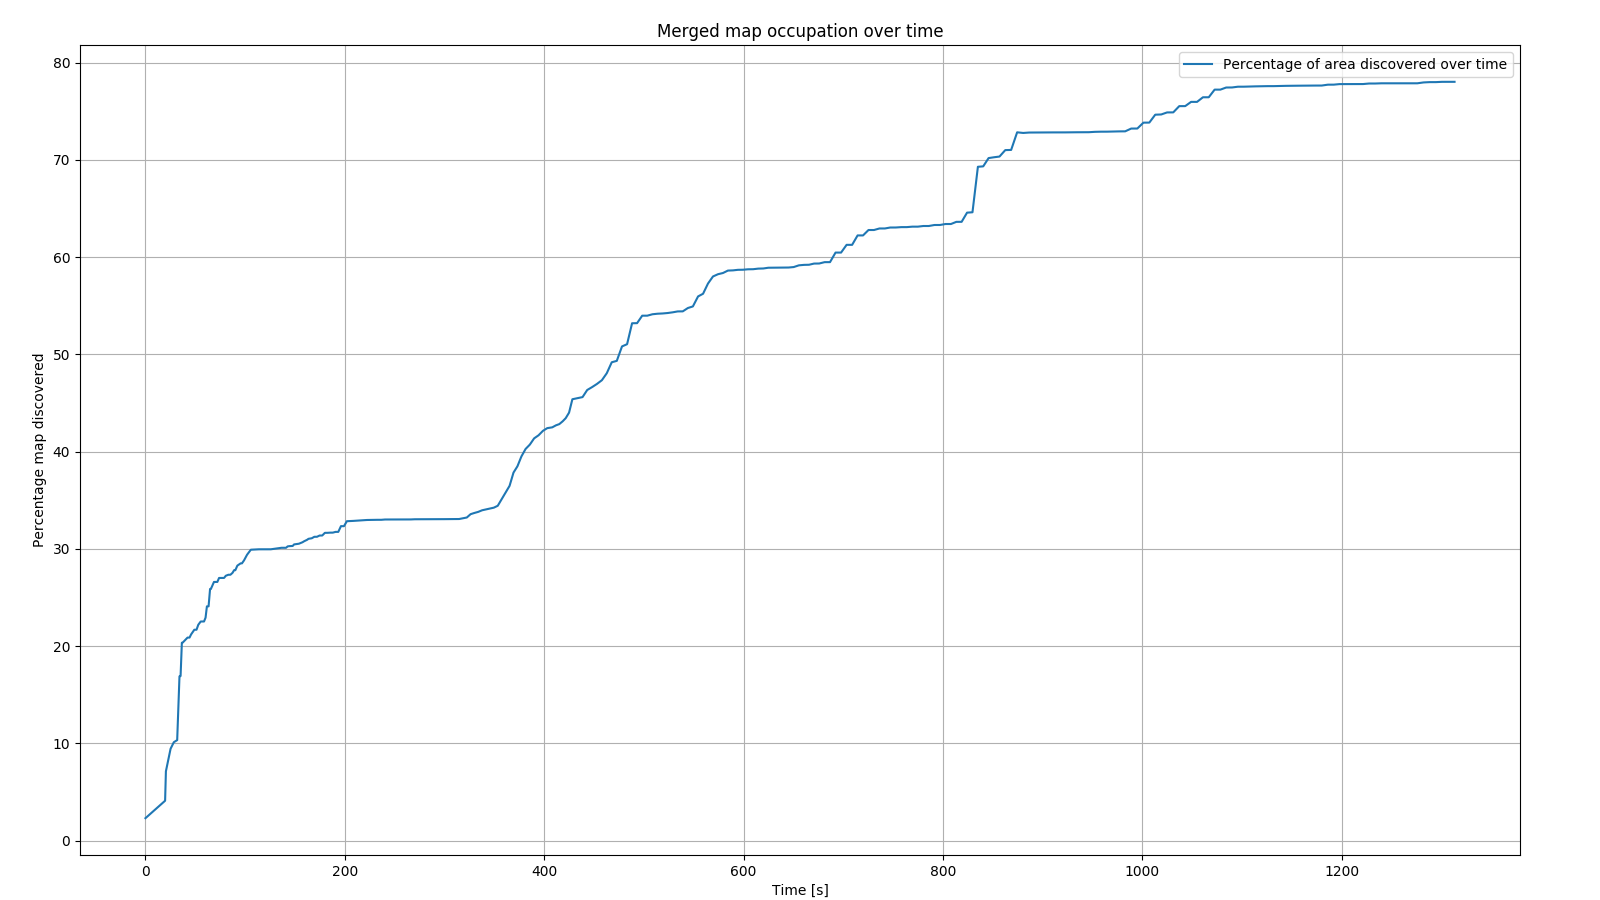 Merged map occupation over time
Percentage of area discovered over time
Percentage map discovered
80
70
60
50
40
30
20
10
0
0 200 400 600 800 1000 1200
Time [s]